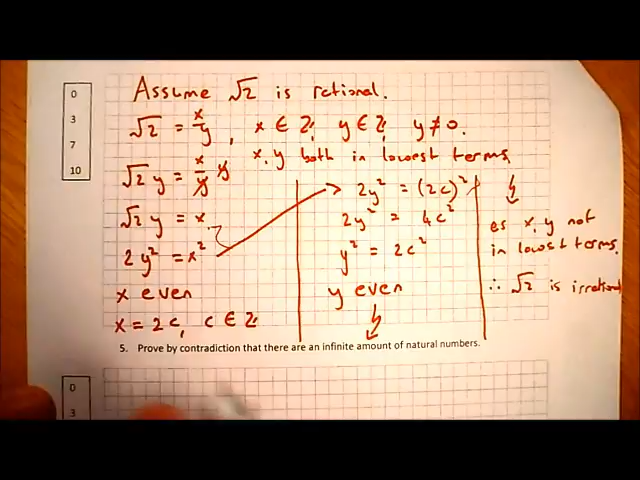 0
3
7
10
Assume √2 is rational.
√2 = x/y , x ∈ ℤ, y ∈ ℤ, y ≠ 0.
x, y both in lowest terms.
√2 y = x/y y
√2 y = x.
2y² = x²
x even
x = 2c, c ∈ ℤ
2y² = (2c)²
2y² = 4c²
y² = 2c²
y even
as x, y not
in lowest terms.
∴ √2 is irrational
5. Prove by contradiction that there are an infinite amount of natural numbers.
0
3